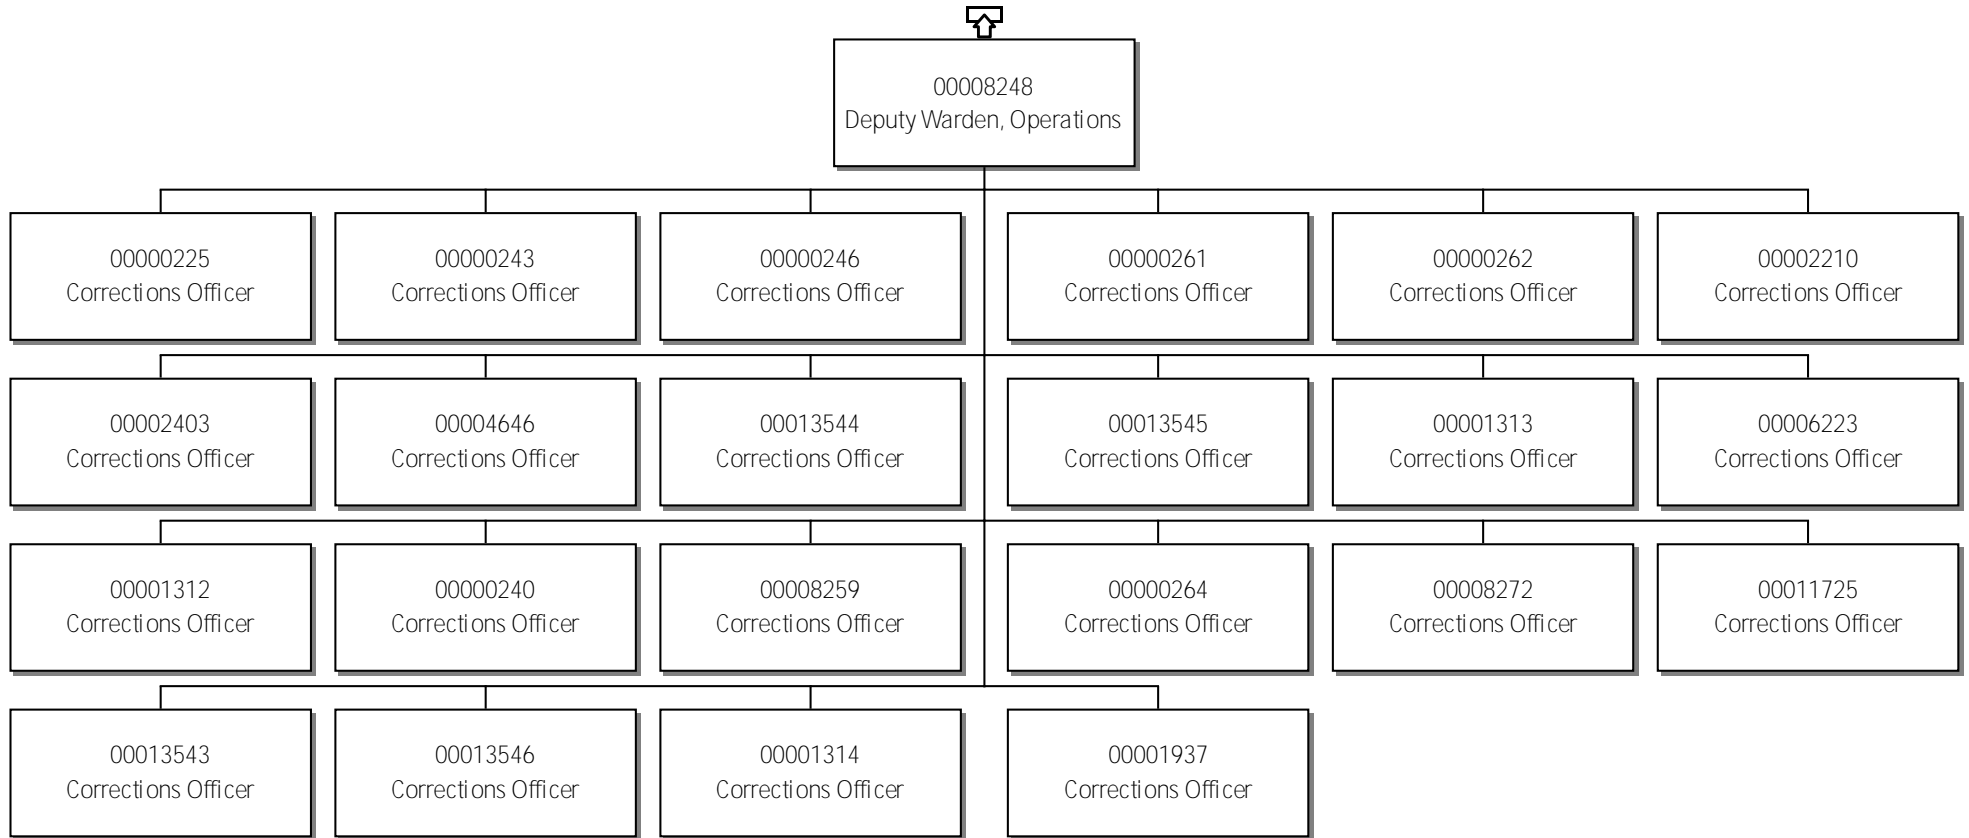 00008248
Deputy Warden, Operations
00000225
Corrections Officer
00000243
Corrections Officer
00000246
Corrections Officer
00000261
Corrections Officer
00000262
Corrections Officer
00002210
Corrections Officer
00002403
Corrections Officer
00004646
Corrections Officer
00013544
Corrections Officer
00013545
Corrections Officer
00001313
Corrections Officer
00006223
Corrections Officer
00001312
Corrections Officer
00000240
Corrections Officer
00008259
Corrections Officer
00000264
Corrections Officer
00008272
Corrections Officer
00011725
Corrections Officer
00013543
Corrections Officer
00013546
Corrections Officer
00001314
Corrections Officer
00001937
Corrections Officer